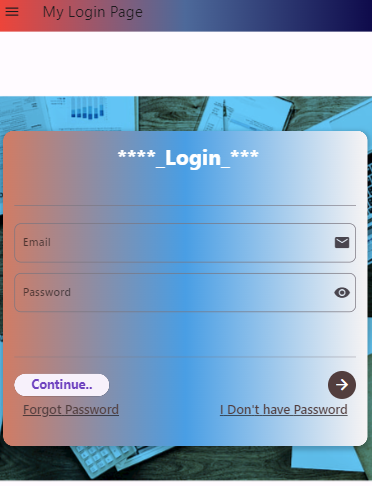 My Login Page
****_Login_***
Email
Password
Continue..
Forgot Password
I Don't have Password